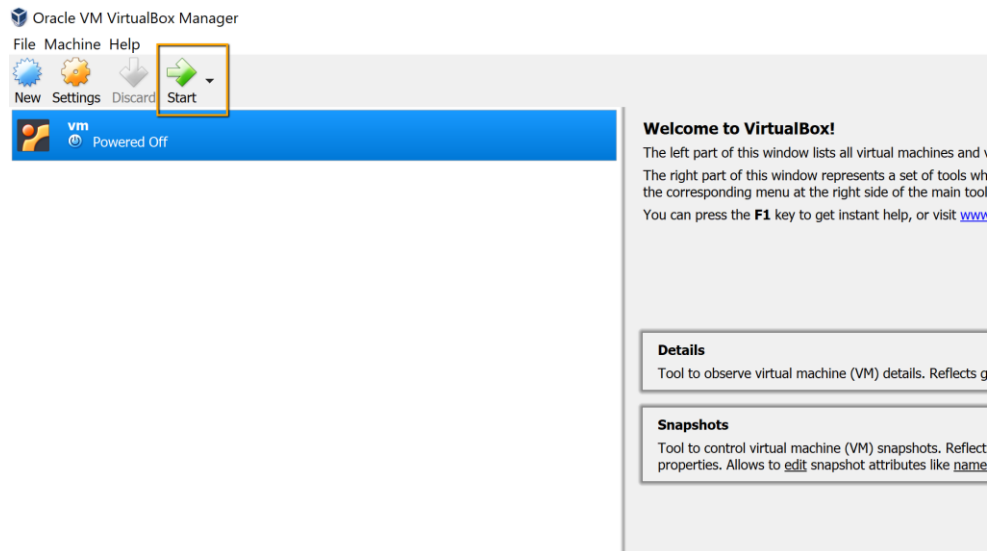 Oracle VM VirtualBox Manager
File Machine Help
New Settings Discard Start
vm
Powered Off
Welcome to VirtualBox!
The left part of this window lists all virtual machines and
The right part of this window represents a set of tools
the corresponding menu at the right side of the main
You can press the F1 key to get instant help, or visit
Details
Tool to observe virtual machine (VM) details. Reflects
Snapshots
Tool to control virtual machine (VM) snapshots.
properties. Allows to edit snapshot attributes like name